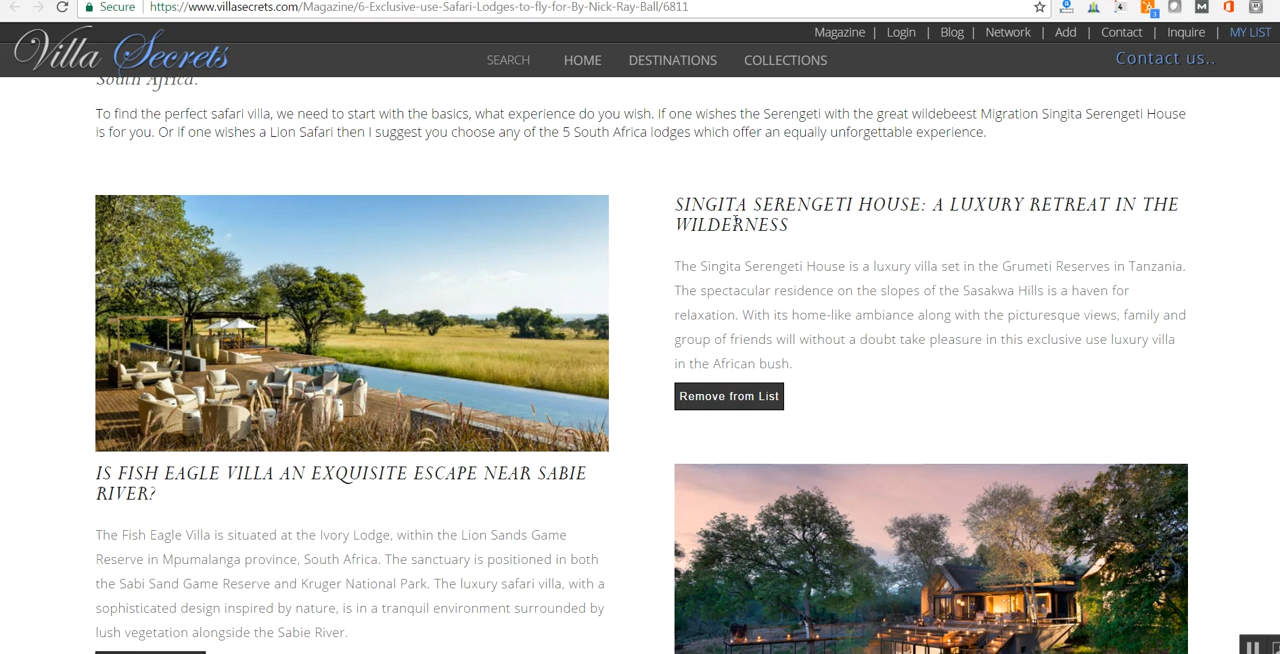 Secure
https://www.villasecrets.com/Magazine/6-Exclusive-use-Safari-Lodges-to-fly-for-By-Nick-Ray-Ball/6811
Magazine | Login | Blog | Network | Add | Contact | Inquire | MY LIST
Villa Secrets
SEARCH HOME DESTINATIONS COLLECTIONS
Contact us..
South Africa.
To find the perfect safari villa, we need to start with the basics, what experience do you wish. If one wishes the Serengeti with the great wildebeest Migration Singita Serengeti House
is for you. Or if one wishes a Lion Safari then I suggest you choose any of the 5 South Africa lodges which offer an equally unforgettable experience.
SINGITA SERENGETI HOUSE: A LUXURY RETREAT IN THE
WILDERNESS
The Singita Serengeti House is a luxury villa set in the Grumeti Reserves in Tanzania.
The spectacular residence on the slopes of the Sasakwa Hills is a haven for
relaxation. With its home-like ambiance along with the picturesque views, family and
group of friends will without a doubt take pleasure in this exclusive use luxury villa
in the African bush.
Remove from List
IS FISH EAGLE VILLA AN EXQUISITE ESCAPE NEAR SABIE
RIVER?
The Fish Eagle Villa is situated at the Ivory Lodge, within the Lion Sands Game
Reserve in Mpumalanga province, South Africa. The sanctuary is positioned in both
the Sabi Sand Game Reserve and Kruger National Park. The luxury safari villa, with a
sophisticated design inspired by nature, is in a tranquil environment surrounded by
lush vegetation alongside the Sabie River.